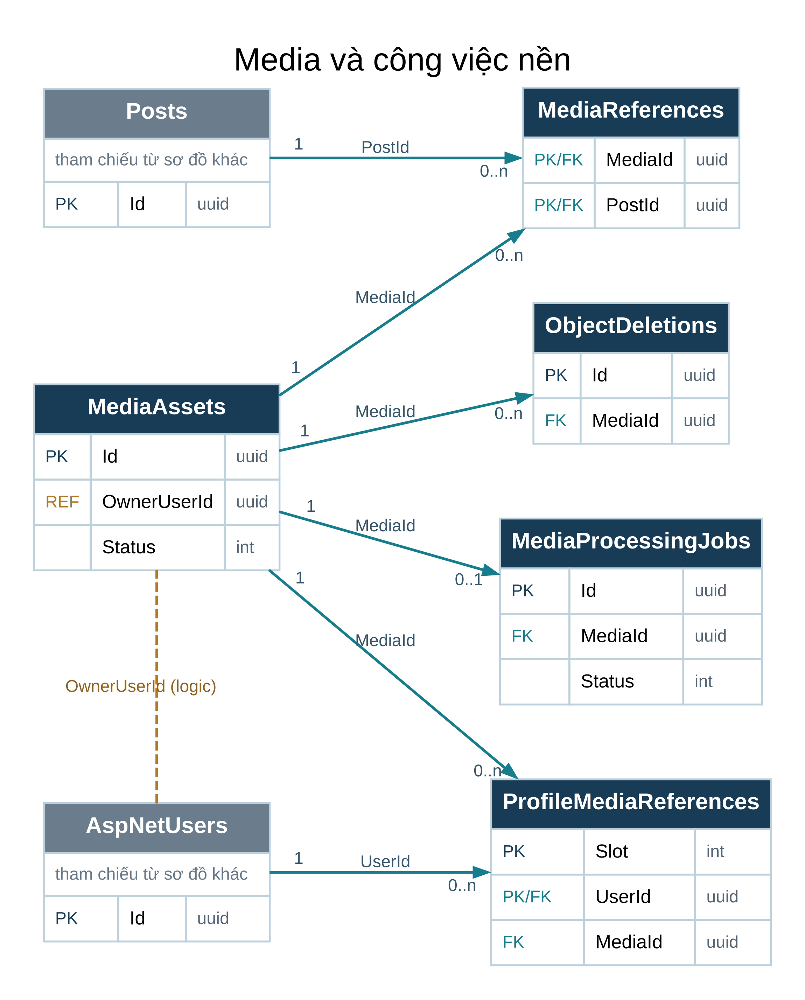 Media và công việc nền
Posts
tham chiếu từ sơ đồ khác
PK Id uuid
1 PostId 0..n
MediaReferences
PK/FK MediaId uuid
PK/FK PostId uuid
1 MediaId 0..n
ObjectDeletions
PK Id uuid
FK MediaId uuid
MediaAssets
PK Id uuid
REF OwnerUserId uuid
Status int
1 MediaId 0..n
1 MediaId 0..1
MediaProcessingJobs
PK Id uuid
FK MediaId uuid
Status int
1 MediaId 0..n
OwnerUserId (logic)
AspNetUsers
tham chiếu từ sơ đồ khác
PK Id uuid
1 UserId 0..n
ProfileMediaReferences
PK Slot int
PK/FK UserId uuid
FK MediaId uuid